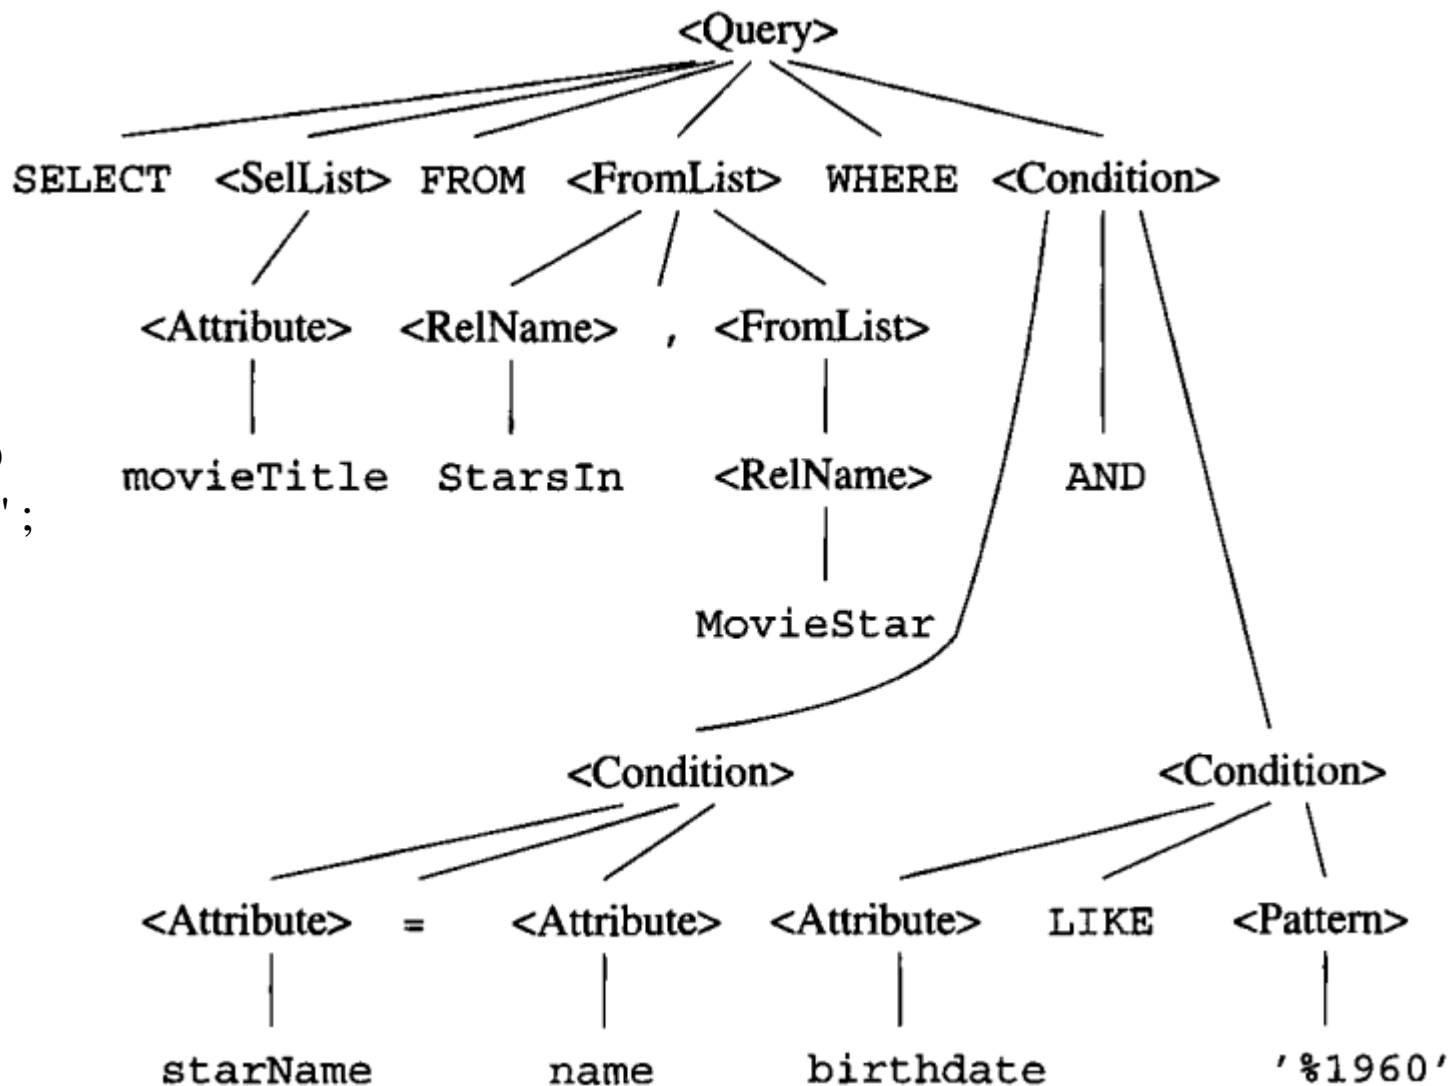 <Query>
SELECT <SelList> FROM <FromList> WHERE <Condition>
<Attribute> <RelName> , <FromList>
movieTitle StarsIn <RelName> AND
';
MovieStar
<Condition> <Condition>
<Attribute> = <Attribute> <Attribute> LIKE <Pattern>
starName name birthdate '%1960'